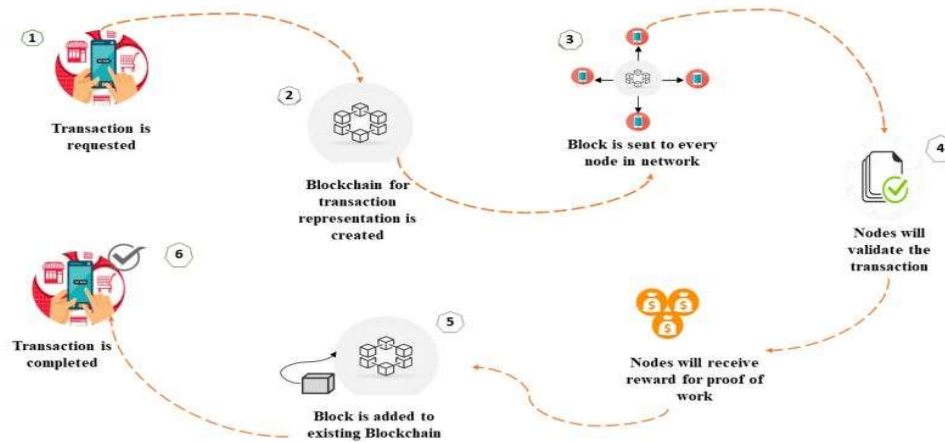 1
Transaction is
requested
2
Blockchain for
transaction
representation is
created
3
Block is sent to every
node in network
4
Nodes will
validate the
transaction
$ $
$
Nodes will receive
reward for proof of
work
5
Block is added to
existing Blockchain
6
Transaction is
completed